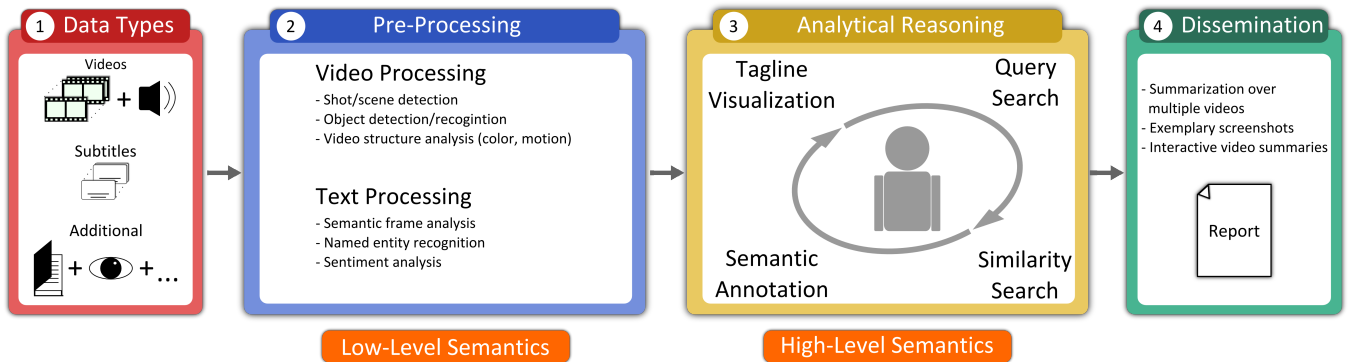 1 Data Types
Videos
+
Subtitles
Additional
+ + ...
2 Pre-Processing
Video Processing
- Shot/scene detection
- Object detection/recogintion
- Video structure analysis (color, motion)
Text Processing
- Semantic frame analysis
- Named entity recognition
- Sentiment analysis
Low-Level Semantics
3 Analytical Reasoning
Tagline
Visualization
Query
Search
Semantic
Annotation
Similarity
Search
High-Level Semantics
4 Dissemination
- Summarization over
multiple videos
- Exemplary screenshots
- Interactive video summaries
Report